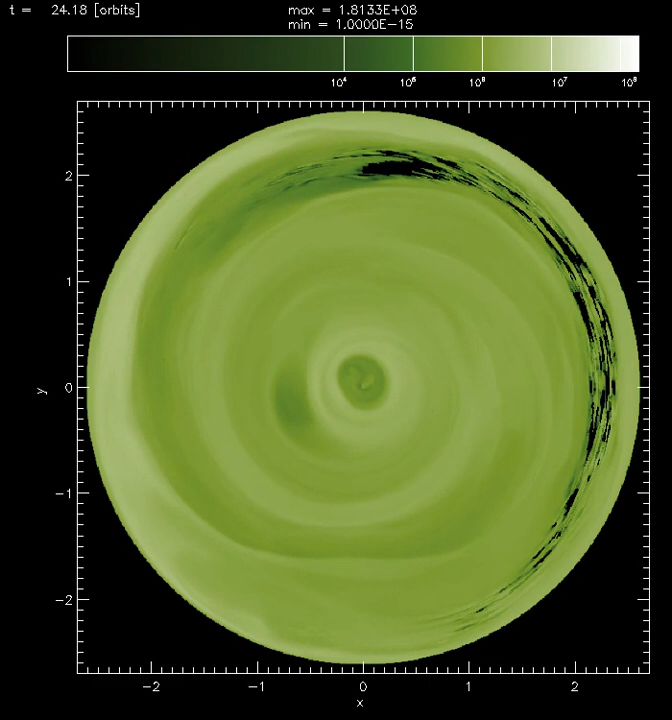 t =    24.18 [orbits]
max = 1.8133E+08
min = 1.0000E-15
10⁴ 10⁵ 10⁶ 10⁷ 10⁸
2
1
0
−1
−2
y
−2 −1 0 1 2
x